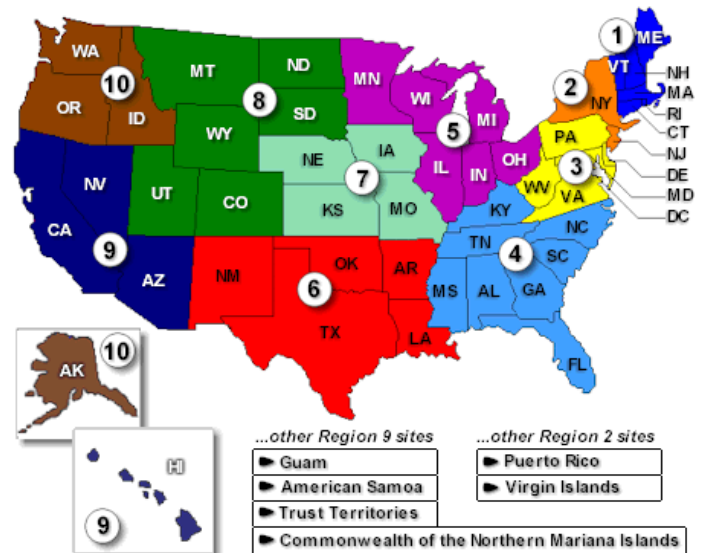 1
ME
WA
VT
NH
MT
ND
10
MN
2
MA
OR
8
NY
RI
ID
SD
WI
CT
5
MI
WY
PA
NJ
IA
3
DE
NE
OH
NV
7
IL
IN
WV
MD
UT
VA
CO
KS
MO
KY
DC
CA
NC
TN
9
4
SC
OK
AZ
NM
AR
6
MS
AL
GA
TX
LA
10
FL
AK
...other Region 9 sites
Guam
American Samoa
Trust Territories
Commonwealth of the Northern Mariana Islands
...other Region 2 sites
Puerto Rico
Virgin Islands
HI
9